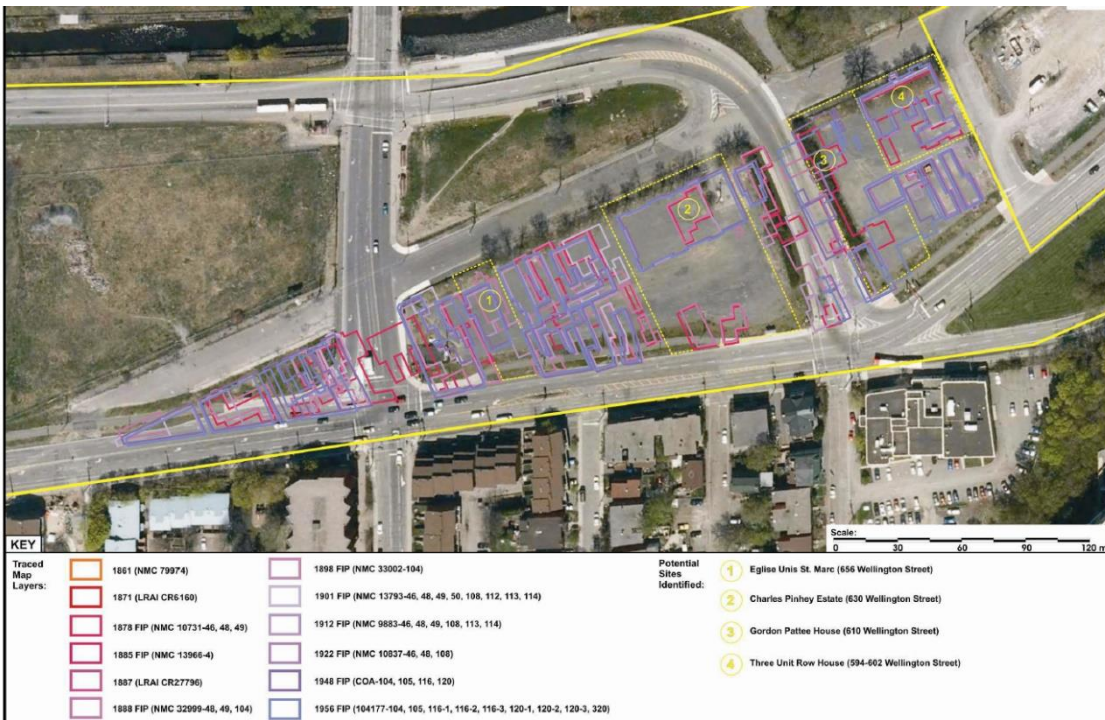 1
2
3
4
KEY
Scale:
0 30 60 90 120 m
Traced
Map
Layers:
1861 (NMC 79974)
1871 (LRAI CR6160)
1878 FIP (NMC 10731-46, 48, 49)
1885 FIP (NMC 13966-4)
1887 (LRAI CR27796)
1888 FIP (NMC 32999-48, 49, 104)
1898 FIP (NMC 33002-104)
1901 FIP (NMC 13793-46, 48, 49, 50, 108, 112, 113, 114)
1912 FIP (NMC 9883-46, 48, 49, 108, 113, 114)
1922 FIP (NMC 10837-46, 48, 108)
1948 FIP (COA-104, 105, 116, 120)
1956 FIP (104177-104, 105, 116-1, 116-2, 116-3, 120-1, 120-2, 120-3, 320)
Potential
Sites
Identified:
1 Eglise Unis St. Marc (656 Wellington Street)
2 Charles Pinhey Estate (630 Wellington Street)
3 Gordon Pattee House (610 Wellington Street)
4 Three Unit Row House (594-602 Wellington Street)